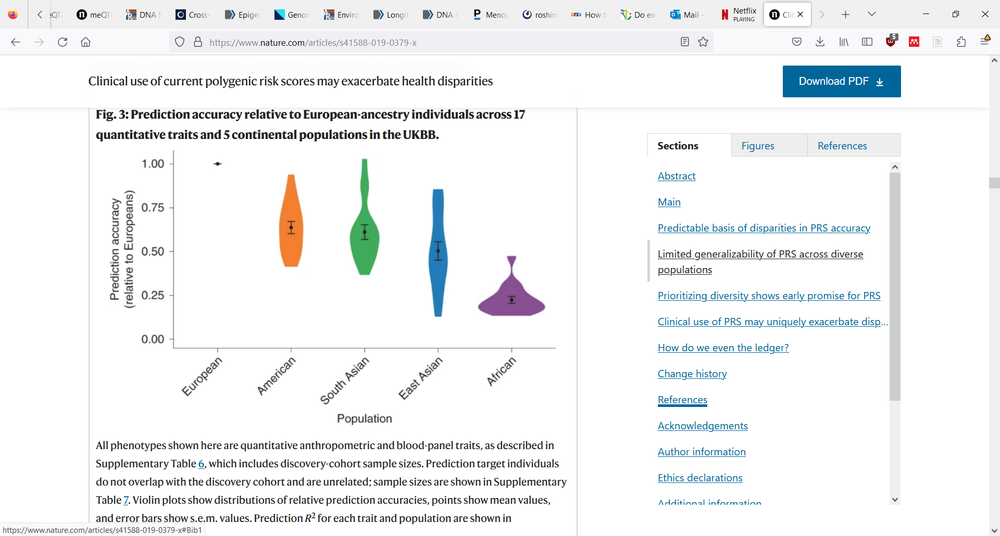 eQTI
meQTI
DNA M
Cross-
Epiger
Genon
Enviro
Longit
DNA n
Menop
roshin
How t
Do ex
Mail -
Netflix
PLAYING
Clin
https://www.nature.com/articles/s41588-019-0379-x
5
Clinical use of current polygenic risk scores may exacerbate health disparities
Download PDF
Fig. 3: Prediction accuracy relative to European-ancestry individuals across 17
quantitative traits and 5 continental populations in the UKBB.
Prediction accuracy
(relative to Europeans)
1.00
0.75
0.50
0.25
0.00
European
American
South Asian
East Asian
African
Population
All phenotypes shown here are quantitative anthropometric and blood-panel traits, as described in
Supplementary Table 6, which includes discovery-cohort sample sizes. Prediction target individuals
do not overlap with the discovery cohort and are unrelated; sample sizes are shown in Supplementary
Table 7. Violin plots show distributions of relative prediction accuracies, points show mean values,
and error bars show s.e.m. values. Prediction R² for each trait and population are shown in
Sections
Figures
References
Abstract
Main
Predictable basis of disparities in PRS accuracy
Limited generalizability of PRS across diverse
populations
Prioritizing diversity shows early promise for PRS
Clinical use of PRS may uniquely exacerbate disp...
How do we even the ledger?
Change history
References
Acknowledgements
Author information
Ethics declarations
Additional information
https://www.nature.com/articles/s41588-019-0379-x#Bib1